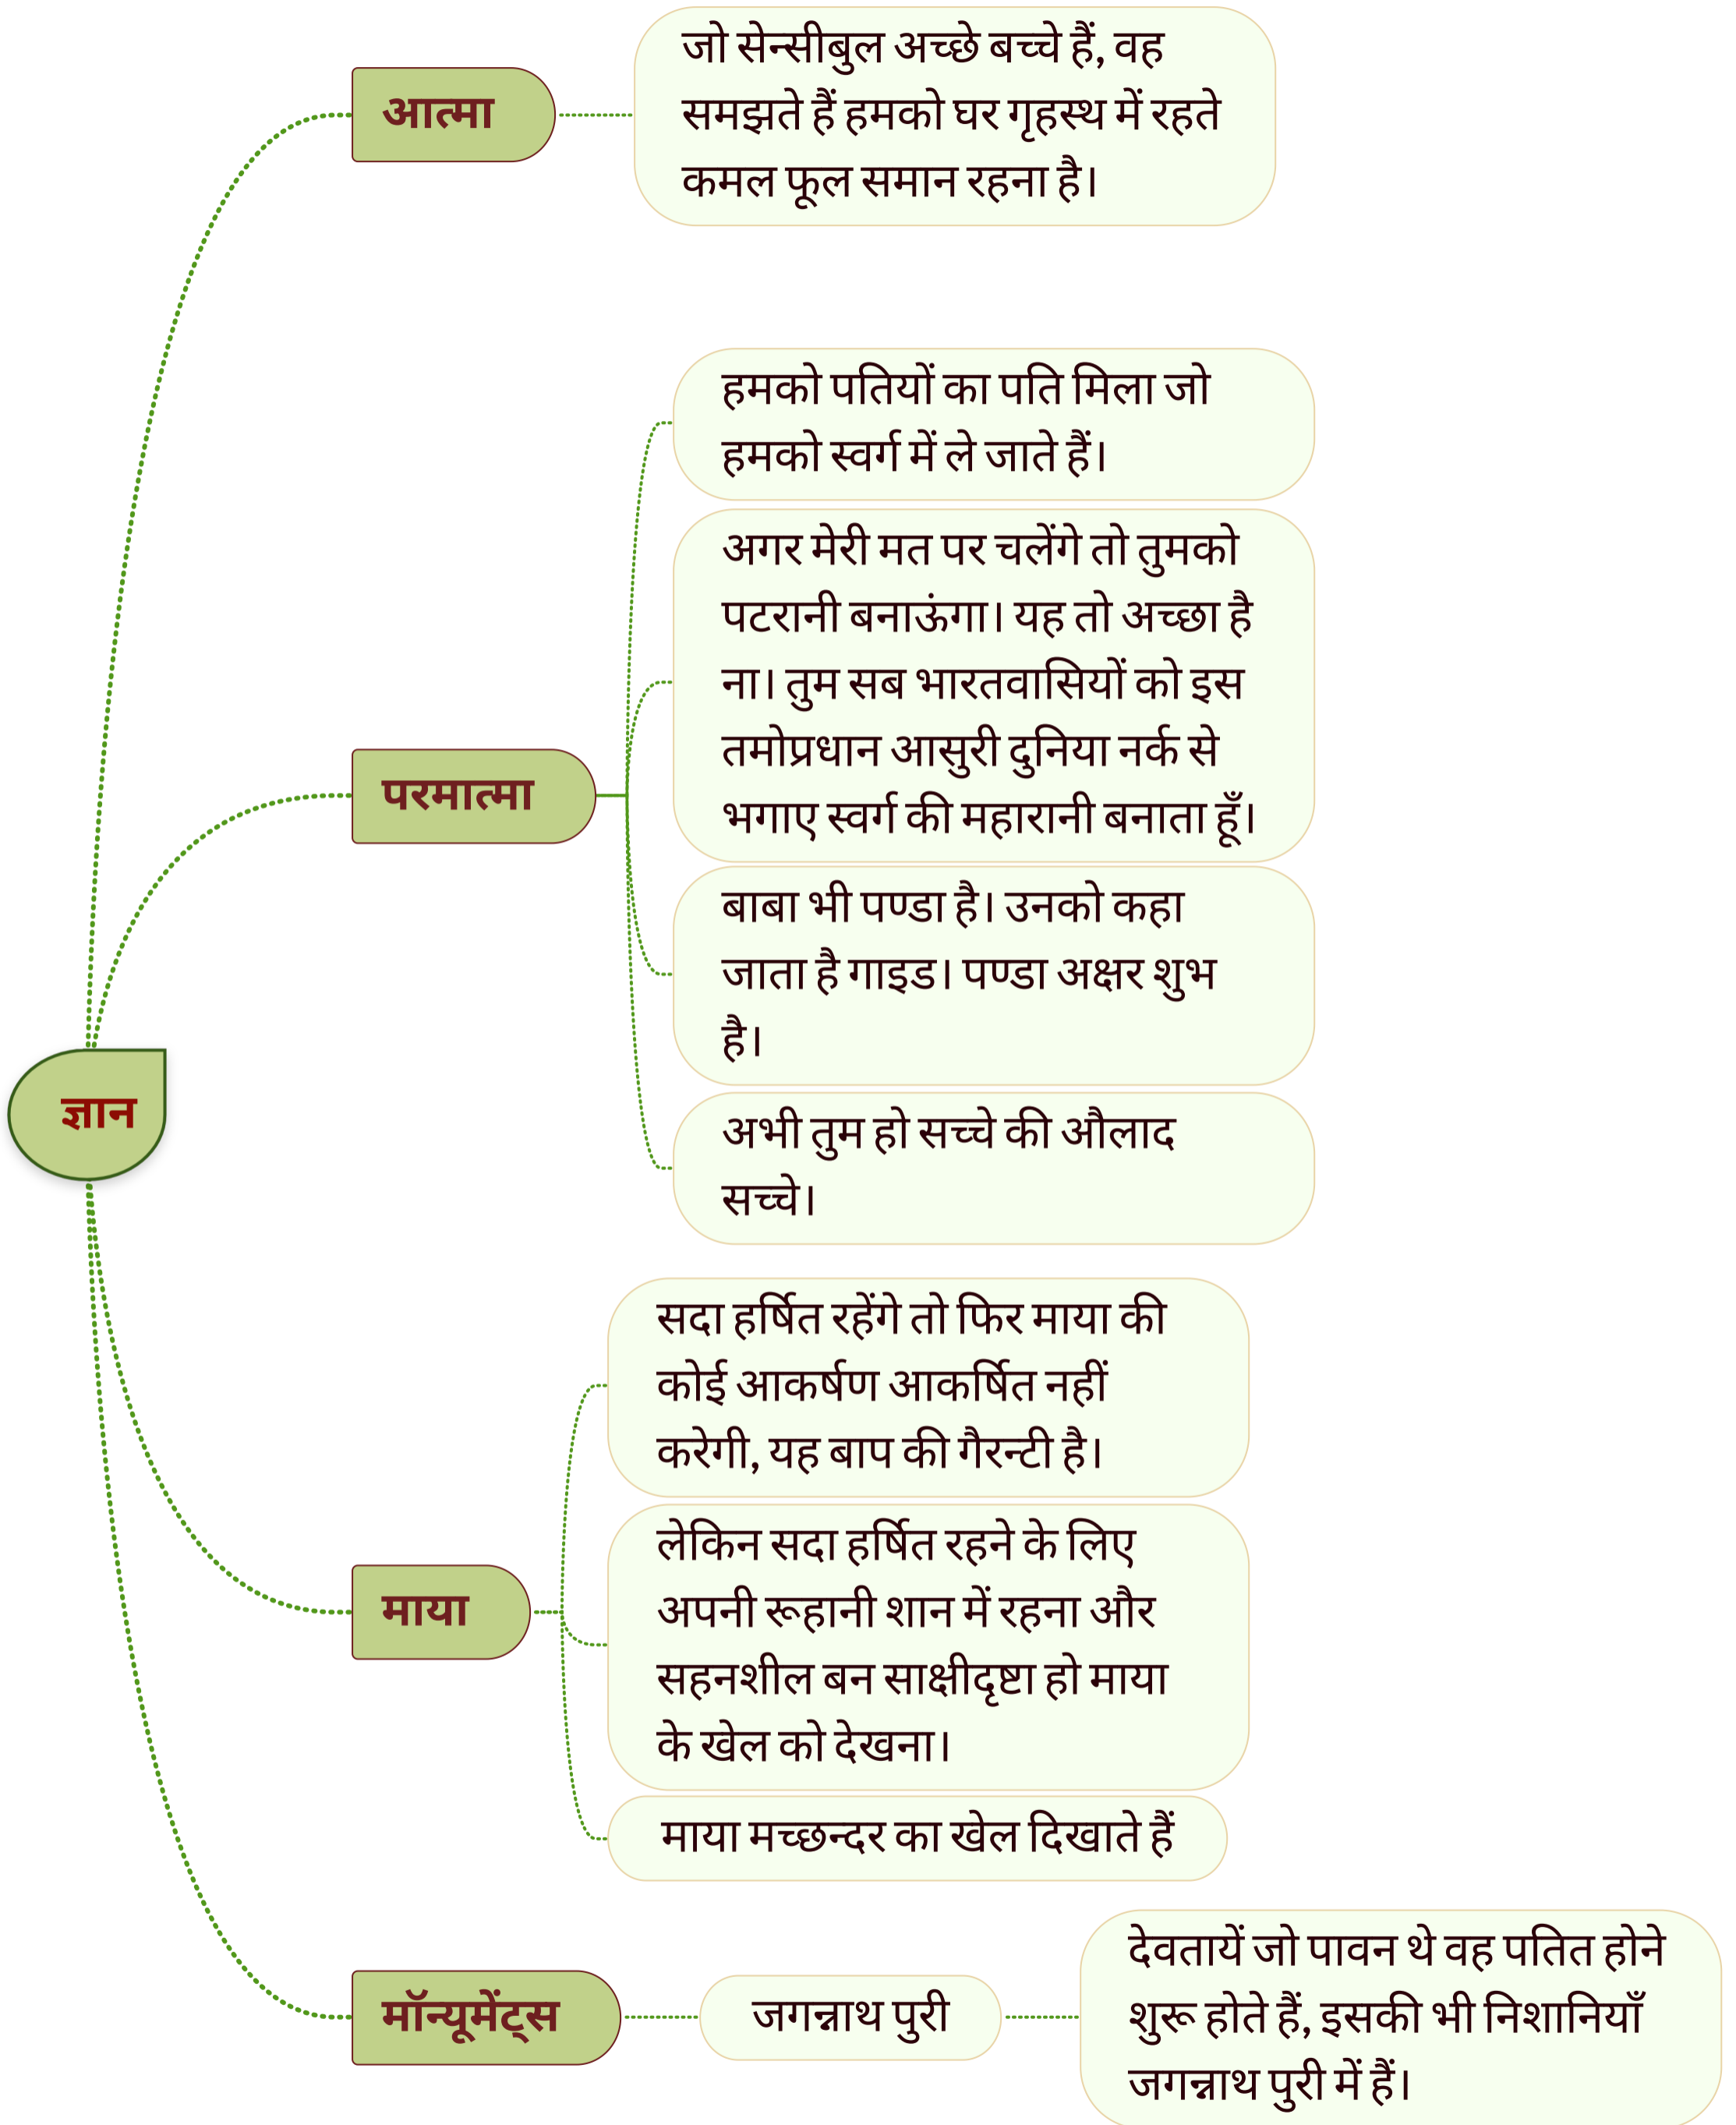 आत्मा
जो सेन्सीबुल अच्छे बच्चे हैं, वह
समझते हैं हमको घर गृहस्थ में रहते
कमल फूल समान रहना है।
हमको पतियों का पति मिला जो
हमको स्वर्ग में ले जाते हैं।
अगर मेरी मत पर चलेंगे तो तुमको
पटरानी बनाऊंगा। यह तो अच्छा है
ना। तुम सब भारतवासियों को इस
तमोप्रधान आसुरी दुनिया नर्क से
भगाए स्वर्ग की महारानी बनाता हूँ।
परमात्मा
बाबा भी पण्डा है। उनको कहा
जाता है गाइड। पण्डा अक्षर शुभ
है।
अभी तुम हो सच्चे की औलाद
सच्चे।
ज्ञान
सदा हर्षित रहेंगे तो फिर माया की
कोई आकर्षण आकर्षित नहीं
करेगी, यह बाप की गैरन्टी है।
माया
लेकिन सदा हर्षित रहने के लिए
अपनी रूहानी शान में रहना और
सहनशील बन साक्षीदृष्टा हो माया
के खेल को देखना।
माया मच्छन्दर का खेल दिखाते हैं
मॉन्यूमेंट्स
जगन्नाथ पुरी
देवतायें जो पावन थे वह पतित होने
शुरू होते हैं, इसकी भी निशानियाँ
जगन्नाथ पुरी में हैं।